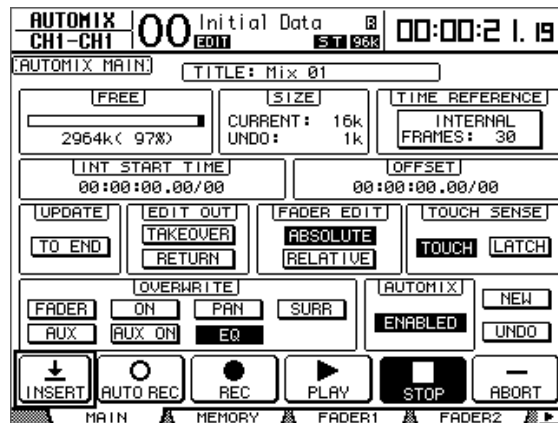 AUTOMIX
CH1-CH1
00
Initial Data
EDIT
ST 96k
00:00:21.19
AUTOMIX MAIN
TITLE: Mix 01
FREE
2964k( 97%)
SIZE
CURRENT: 16k
UNDO: 1k
TIME REFERENCE
INTERNAL
FRAMES: 30
INT START TIME
00:00:00.00/00
OFFSET
00:00:00.00/00
UPDATE
TO END
EDIT OUT
TAKEOVER
RETURN
FADER EDIT
ABSOLUTE
RELATIVE
TOUCH SENSE
TOUCH LATCH
OVERWRITE
FADER ON PAN SURR
AUX AUX ON EQ
AUTOMIX
ENABLED
NEW
UNDO
INSERT AUTO REC REC PLAY STOP ABORT
MAIN MEMORY FADER1 FADER2